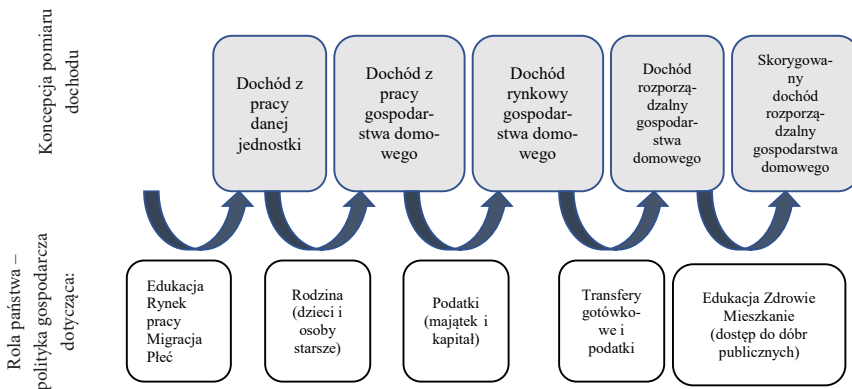 Koncepcja pomiaru
dochodu
Dochód z
pracy
danej
jednostki
Dochód z
pracy
gospodar-
stwa domo-
wego
Dochód
rynkowy
gospodar-
stwa domo-
wego
Dochód
rozporzą-
dzalny
gospodar-
stwa
domowego
Skorygowa-
ny
dochód
rozporzą-
dzalny
gospodarstwa
domowego
Rola państwa –
polityka gospodarcza
dotycząca:
Edukacja
Rynek
pracy
Migracja
Płeć
Rodzina
(dzieci i
osoby
starsze)
Podatki
(majątek i
kapitał)
Transfery
gotówko-
we i
podatki
Edukacja Zdrowie
Mieszkanie
(dostęp do dóbr
publicznych)